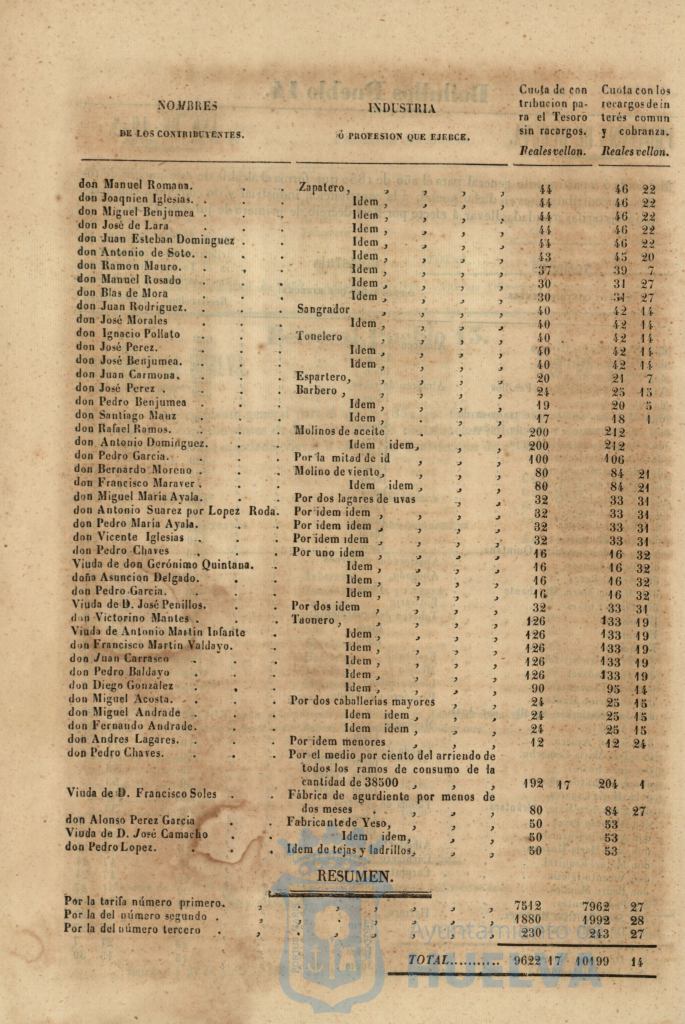 NOMBRES DE LOS CONTRIBUYENTES. INDUSTRIA Ó PROFESION QUE EJERCE. Cuota de con tribucion pa- ra el Tesoro sin racargos. Cuota con los recargos de in terés comun y cobranza.
Reales vellon. Reales vellon.
don Manuel Romana. . . Zapatero, , , , , 44 46 22
don Joaqnien Iglesias. . . . Idem , , , , 44 46 22
don Miguel Benjumea . . . Idem , , , , 44 46 22
don José de Lara . . . Idem , , , , 44 46 22
don Juan Esteban Dominguez . . . Idem , , , , 44 46 22
don Antonio de Soto. . . . Idem , , , , 43 45 20
don Ramon Mauro. . . Idem , , , , 37 39 7
don Manuel Rosado . . . Idem , , , , 30 31 27
don Blas de Mora . . . Idem , , , , 30 31 27
don Juan Rodriguez. . . . Sangrador , , , , 40 42 14
don José Morales . . . Idem , , , , 40 42 14
don Ignacio Pollato . . . Tonelero , , , , 40 42 14
don José Perez. . . . Idem , , , , 40 42 14
don José Benjumea. . . . Idem , , , , 40 42 14
don Juan Carmona. . . . Espartero, , , , , 20 21 7
don José Perez . . . . Barbero , , , , , 24 25 15
don Pedro Benjumea . . . Idem , , , , 19 20 5
don Santiago Mauz . . . Idem , . , , 17 18 1
don Rafael Ramos. . . . Molinos de aceite . . , 200 212
don Antonio Dominguez. . . Idem idem, , , 200 212
don Pedro Garcia. . . . Por la mitad de id , , , 100 106
don Bernardo Moreno . . . Molino de viento, , , , 80 84 21
don Francisco Maraver . . . Idem idem , , , 80 84 21
don Miguel Maria Ayala. . . Por dos lagares de uvas , , 32 33 31
don Antonio Suarez por Lopez Roda. Por idem idem , , , , 32 33 31
don Pedro Maria Ayala. . . Por idem idem , , , , 32 33 31
don Vicente Iglesias . . . Por idem idem , , , , 32 33 31
don Pedro Chaves . . . Por uno idem , , , , 16 16 32
Viuda de don Gerónimo Quintana. . Idem , , , , 16 16 32
doña Asuncion Delgado. . . Idem , , , , 16 16 32
don Pedro Garcia. . . . Idem , , , , 16 16 32
Viuda de D. José Penillos. . . Por dos idem , , , , 32 33 31
don Victorino Mantes . . . Taonero , , , , , 126 133 19
Viuda de Antonio Martin Infante . Idem , , , , 126 133 19
don Francisco Martin Valdayo. . . Idem , , , , 126 133 19
don Juan Carrasco . . . Idem , , , , 126 133 19
don Pedro Baldayo . . . Idem , , , , 126 133 19
don Diego Gonzàlez . . . Idem , , , , 90 95 14
don Miguel Acosta. . . . Por dos caballerias mayores , , 24 25 15
don Miguel Andrade . . . Idem idem , , , 24 25 15
don Fernando Andrade. . . Idem idem , , , 24 25 15
don Andres Lagares. . . . Por idem menores , , , 12 12 24
don Pedro Chaves. . . . Por el medio por ciento del arriendo de
todos los ramos de consumo de la
cantidad de 38500 , , , 192 17 204 1
Viuda de D. Francisco Soles . . Fábrica de agurdiente por menos de
dos meses . , , , 80 84 27
don Alonso Perez Garcia . . Fabricante de Yeso, , , , 50 53
Viuda de D. José Camacho . . Idem idem, , , 50 53
don Pedro Lopez. . . . Idem de tejas y ladrillos, , , 50 53
RESUMEN.
Por la tarifa número primero. , . , , , , , 7512 7962 27
Por la del número segundo . , , . , , , , 1880 1992 28
Por la del número tercero . , , , , , , , 230 243 27
TOTAL.......... 9622 17 10199 14
Ayuntamiento de
HUELVA